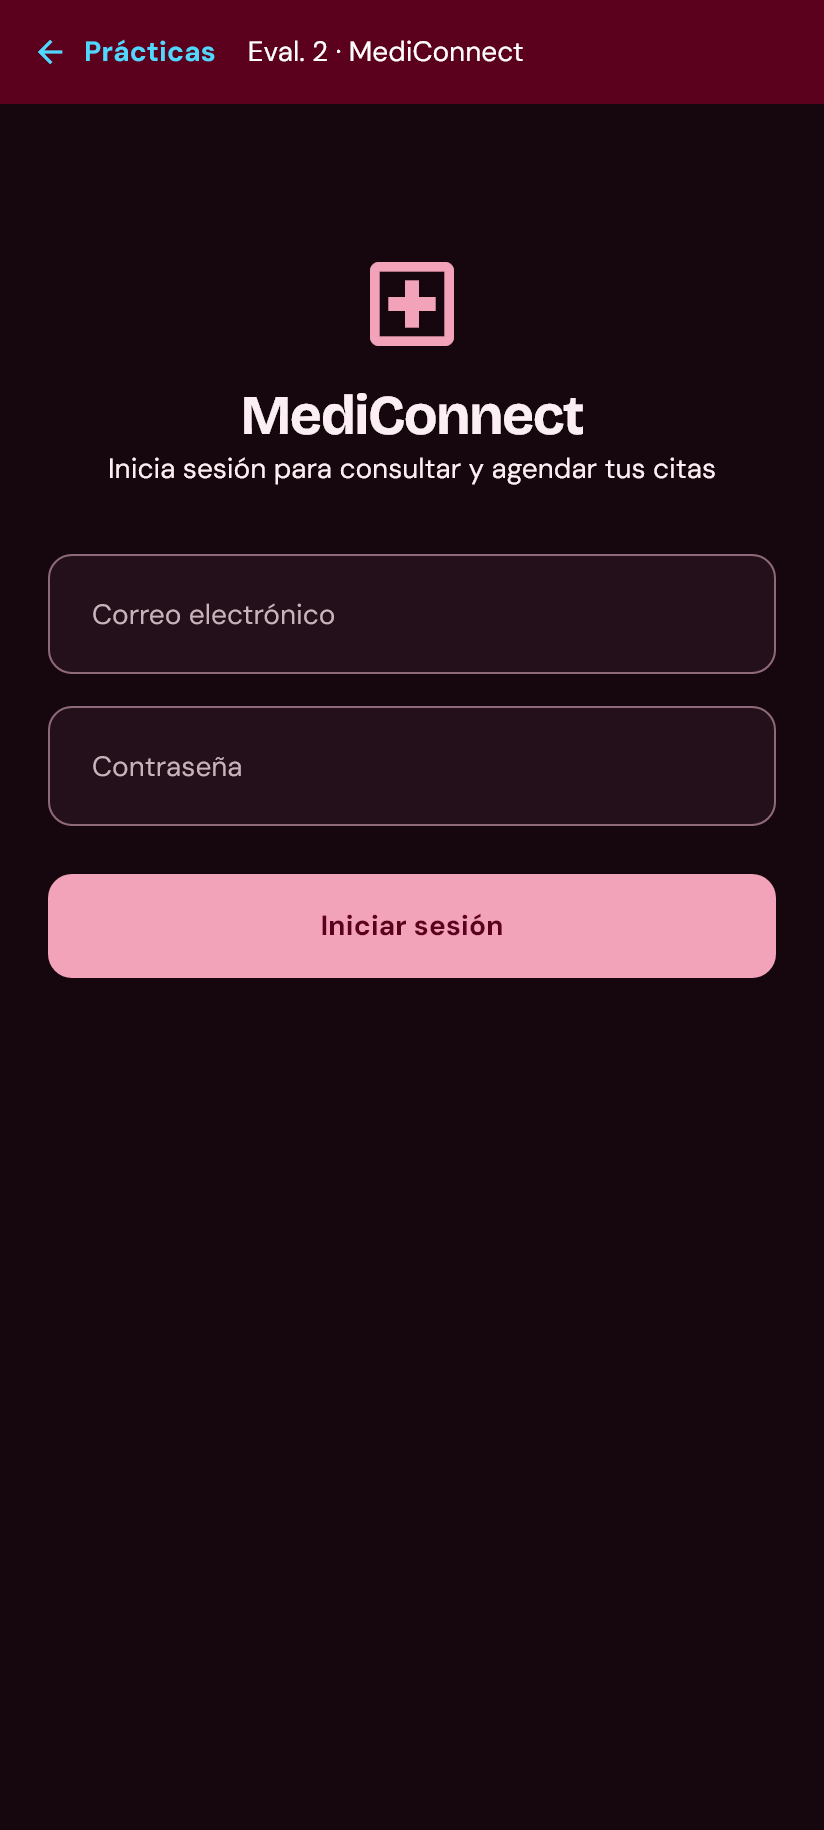 Prácticas Eval. 2 · MediConnect
MediConnect
Inicia sesión para consultar y agendar tus citas
Correo electrónico
Contraseña
Iniciar sesión